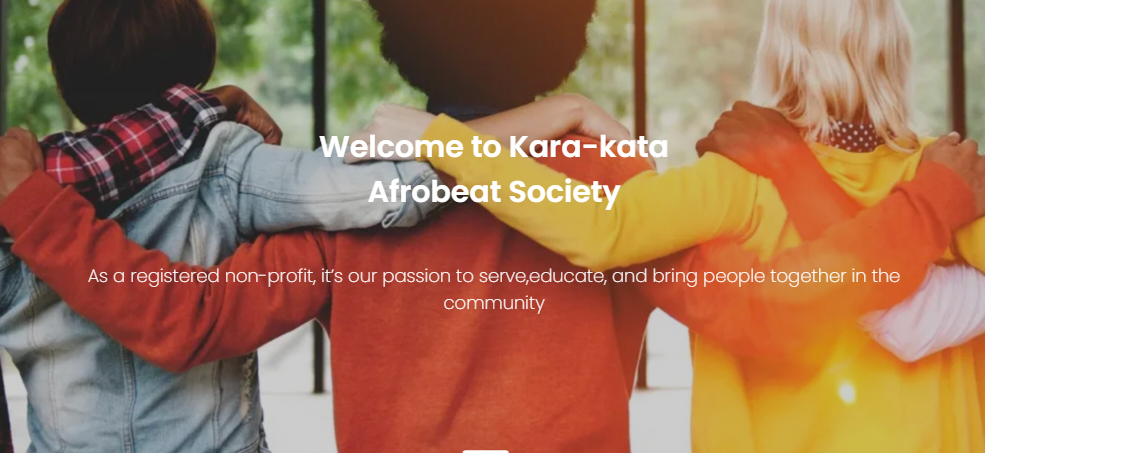 Welcome to Kara-kata
Afrobeat Society
As a registered non-profit, it's our passion to serve,educate, and bring people together in the
community